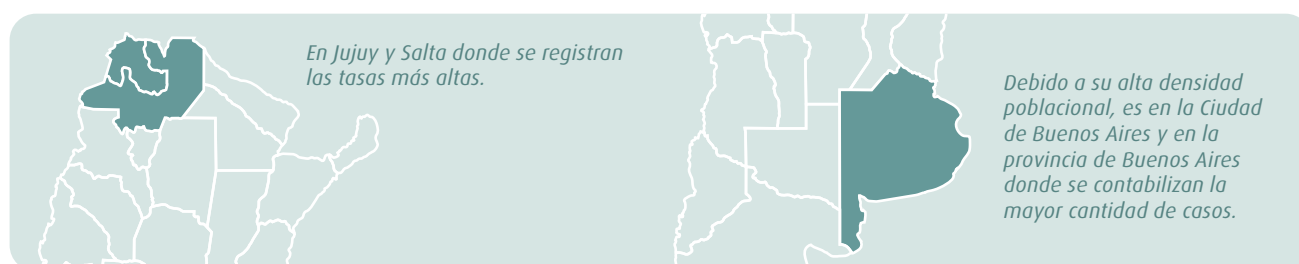 En Jujuy y Salta donde se registran
las tasas más altas.
Debido a su alta densidad
poblacional, es en la Ciudad
de Buenos Aires y en la
provincia de Buenos Aires
donde se contabilizan la
mayor cantidad de casos.